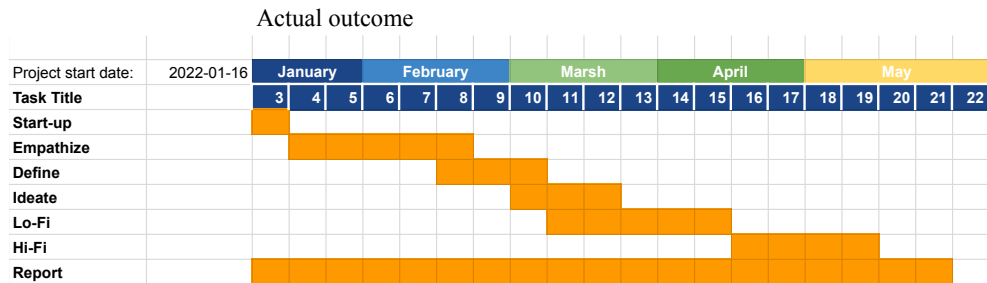 Actual outcome
Project start date: 2022-01-16 January February Marsh April May
Task Title 3 4 5 6 7 8 9 10 11 12 13 14 15 16 17 18 19 20 21 22
Start-up
Empathize
Define
Ideate
Lo-Fi
Hi-Fi
Report